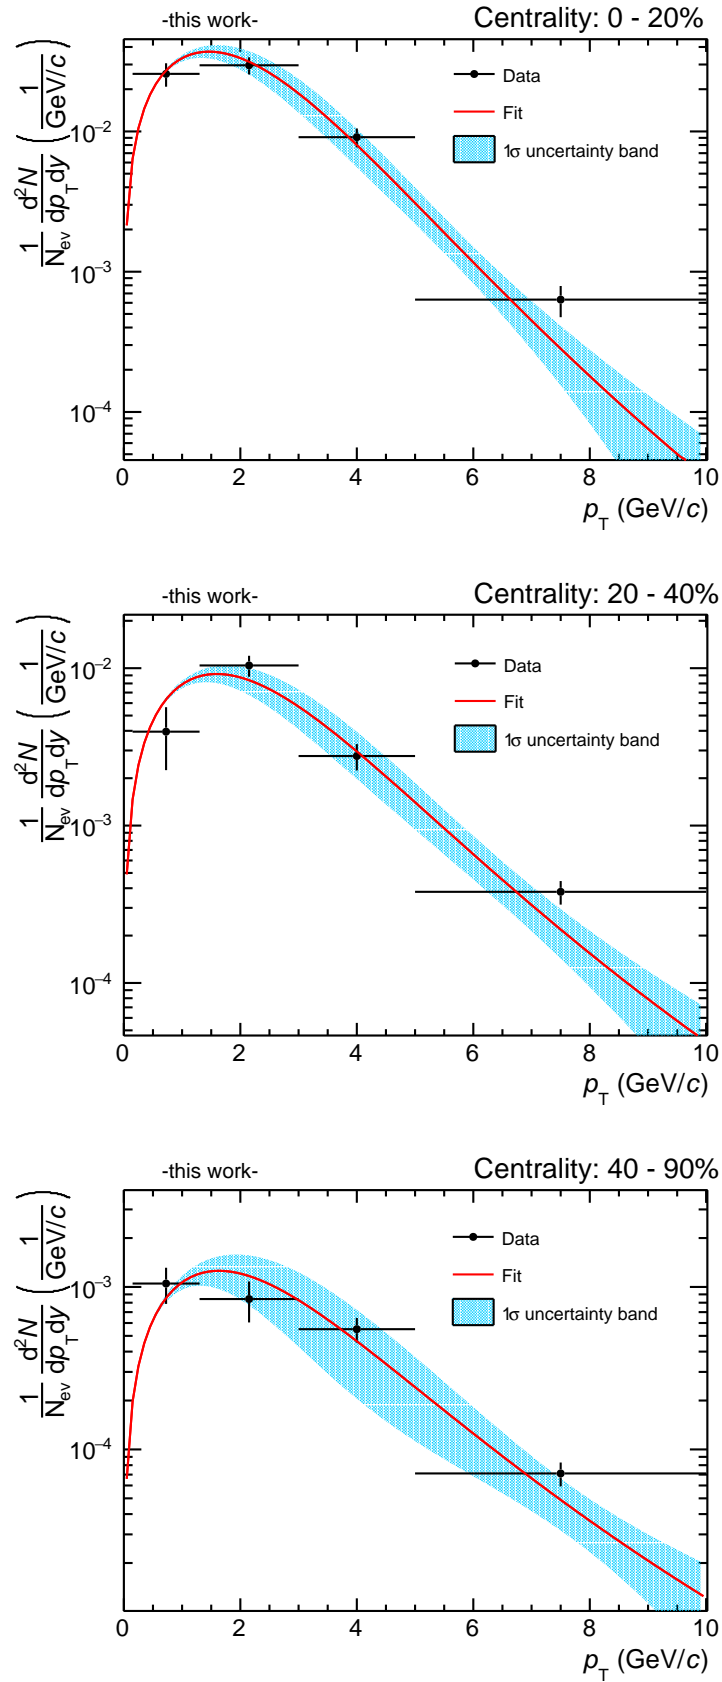 -this work- Centrality: 0 - 20%
1/N_ev d²N/dp_T dy (1/GeV/c)
Data
Fit
1σ uncertainty band
10⁻²
10⁻³
10⁻⁴
0 2 4 6 8 10
p_T (GeV/c)
-this work- Centrality: 20 - 40%
1/N_ev d²N/dp_T dy (1/GeV/c)
Data
Fit
1σ uncertainty band
10⁻²
10⁻³
10⁻⁴
0 2 4 6 8 10
p_T (GeV/c)
-this work- Centrality: 40 - 90%
1/N_ev d²N/dp_T dy (1/GeV/c)
Data
Fit
1σ uncertainty band
10⁻³
10⁻⁴
0 2 4 6 8 10
p_T (GeV/c)